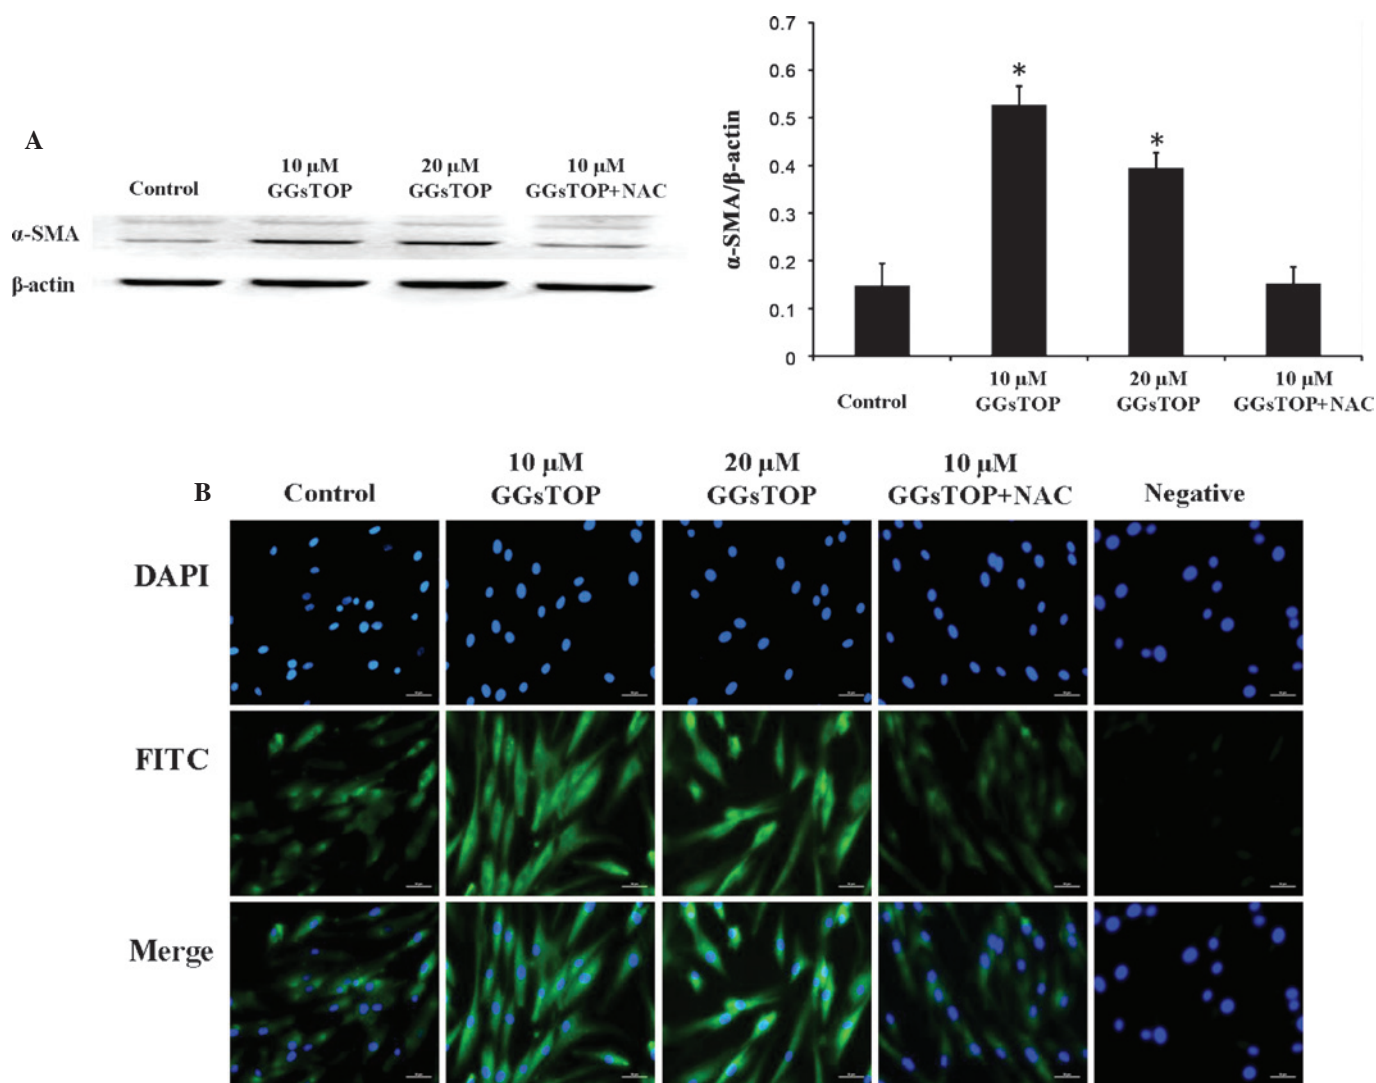 A
Control
10 μM
GGsTOP
20 μM
GGsTOP
10 μM
GGsTOP+NAC
α-SMA
β-actin
α-SMA/β-actin
0.7
0.6
0.5
0.4
0.3
0.2
0.1
0
*
*
Control
10 μM
GGsTOP
20 μM
GGsTOP
10 μM
GGsTOP+NAC
B
Control
10 μM
GGsTOP
20 μM
GGsTOP
10 μM
GGsTOP+NAC
Negative
DAPI
FITC
Merge